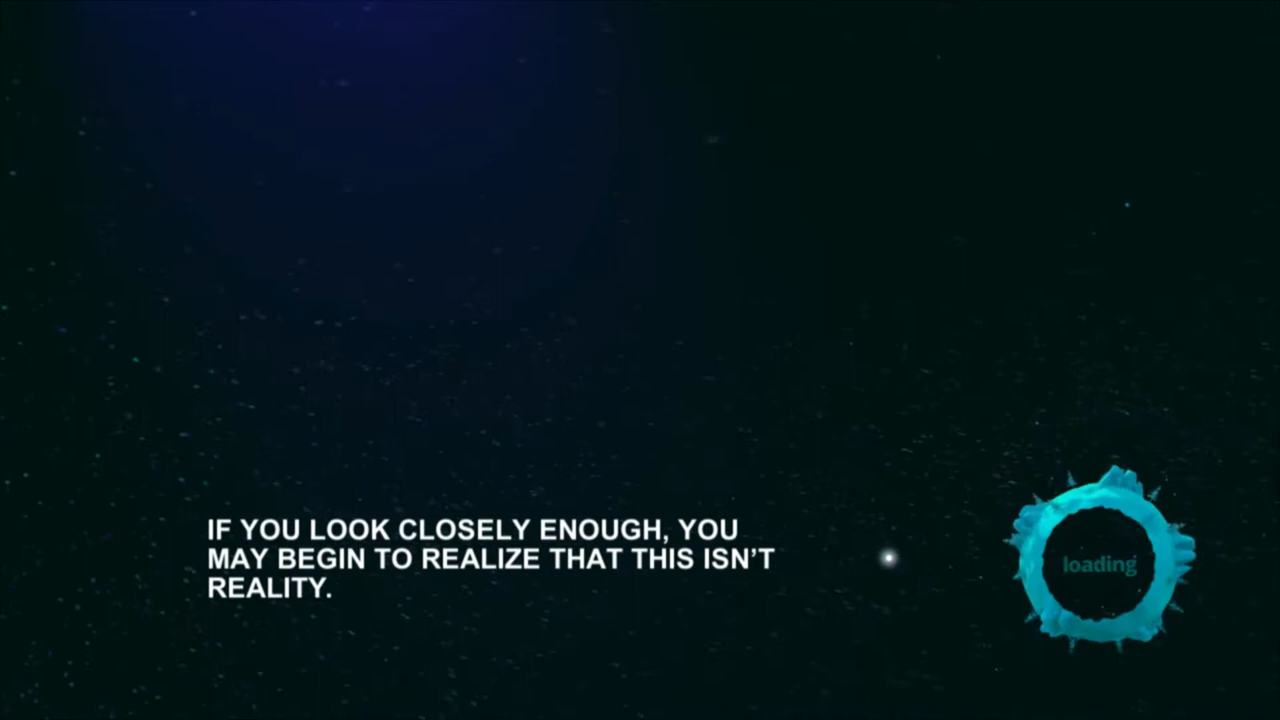 IF YOU LOOK CLOSELY ENOUGH, YOU
MAY BEGIN TO REALIZE THAT THIS ISN’T
REALITY.
loading